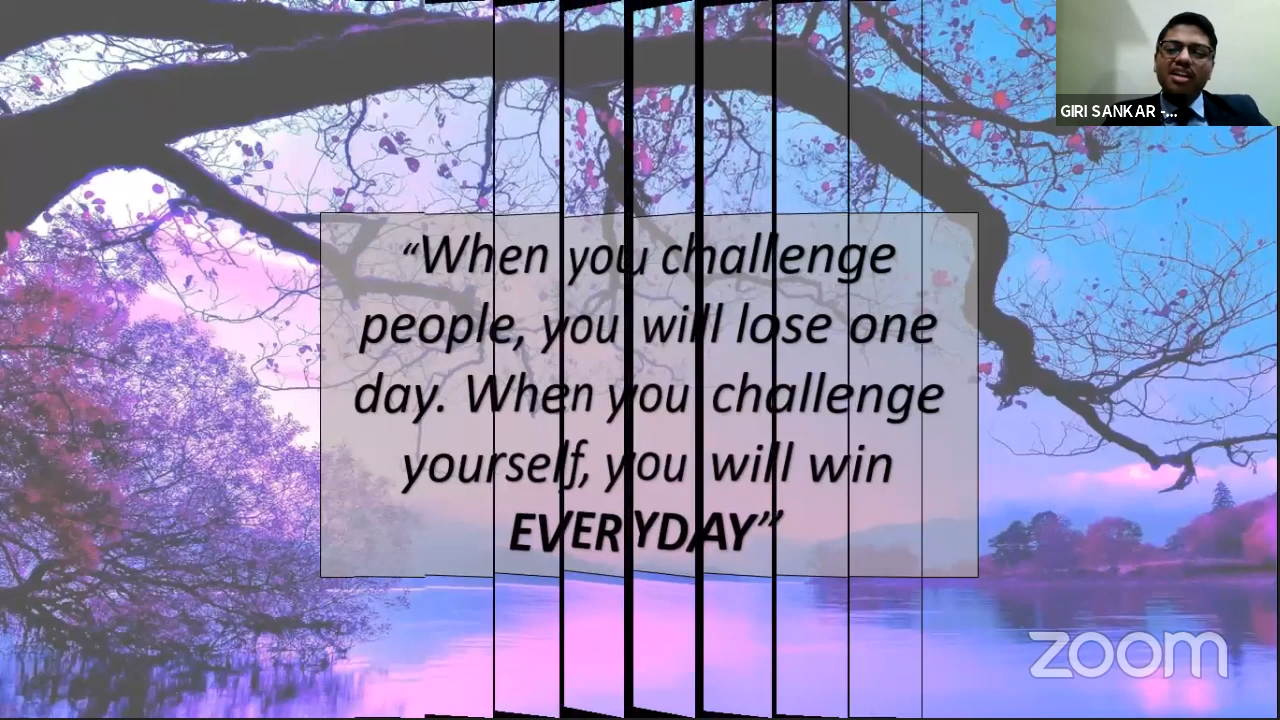 GIRI SANKAR -...
“When you challenge
people, you will lose one
day. When you challenge
yourself, you will win
EVERYDAY”
zoom